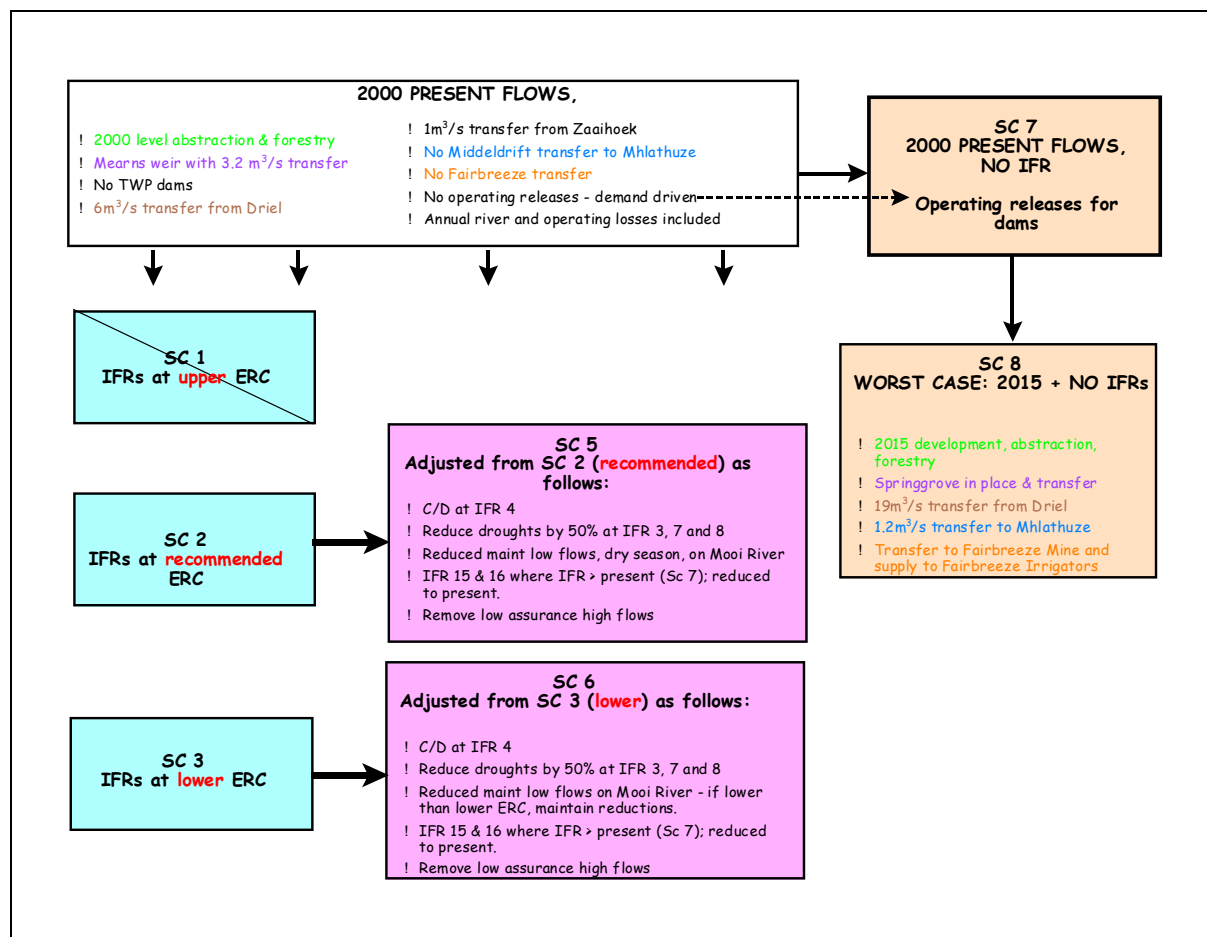 2000 PRESENT FLOWS,
! 2000 level abstraction & forestry
! Mearns weir with 3.2 m³/s transfer
! No TWP dams
! 6m³/s transfer from Driel
! 1m³/s transfer from Zaaihoek
! No Middeldrift transfer to Mhlathuze
! No Fairbreeze transfer
! No operating releases - demand driven
! Annual river and operating losses included
SC 7
2000 PRESENT FLOWS,
NO IFR
Operating releases for
dams
SC 1
IFRs at upper ERC
SC 8
WORST CASE: 2015 + NO IFRs
! 2015 development, abstraction,
forestry
! Springgrove in place & transfer
! 19m³/s transfer from Driel
! 1.2m³/s transfer to Mhlathuze
! Transfer to Fairbreeze Mine and
supply to Fairbreeze Irrigators
SC 2
IFRs at recommended
ERC
SC 5
Adjusted from SC 2 (recommended) as
follows:
! C/D at IFR 4
! Reduce droughts by 50% at IFR 3, 7 and 8
! Reduced maint low flows, dry season, on Mooi River
! IFR 15 & 16 where IFR > present (Sc 7); reduced
to present.
! Remove low assurance high flows
SC 3
IFRs at lower ERC
SC 6
Adjusted from SC 3 (lower) as follows:
! C/D at IFR 4
! Reduce droughts by 50% at IFR 3, 7 and 8
! Reduced maint low flows on Mooi River - if lower
than lower ERC, maintain reductions.
! IFR 15 & 16 where IFR > present (Sc 7); reduced
to present.
! Remove low assurance high flows